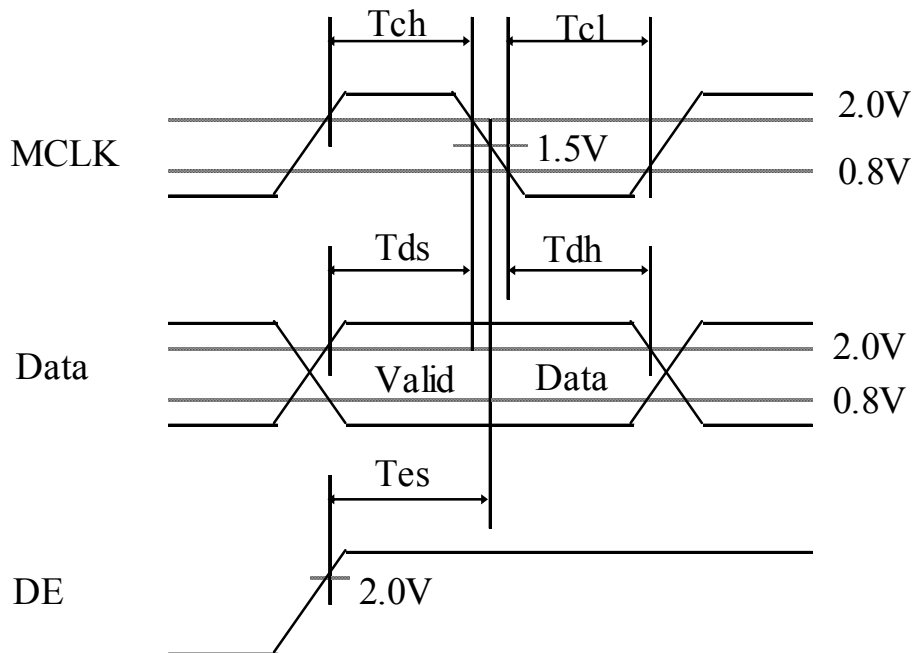 Tch Tcl
2.0V
MCLK 1.5V
0.8V
Tds Tdh
2.0V
Data Valid Data
0.8V
Tes
DE 2.0V